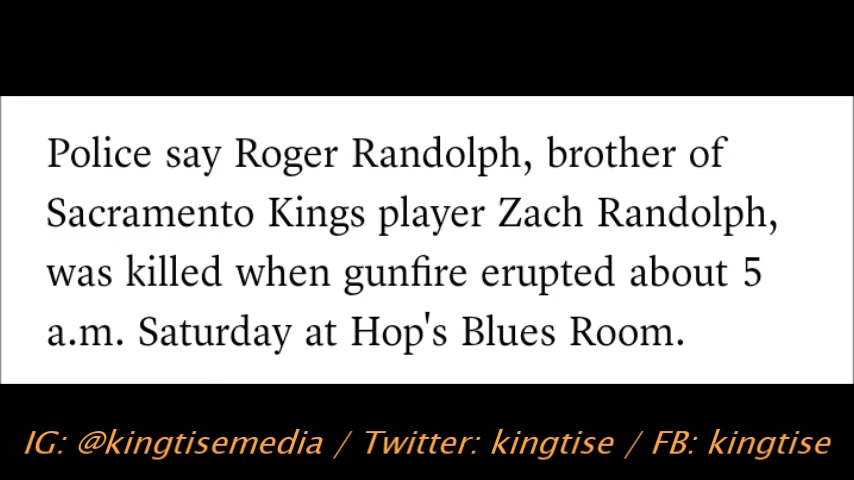 Police say Roger Randolph, brother of
Sacramento Kings player Zach Randolph,
was killed when gunfire erupted about 5
a.m. Saturday at Hop's Blues Room.
IG: @kingtisemedia / Twitter: kingtise / FB: kingtise